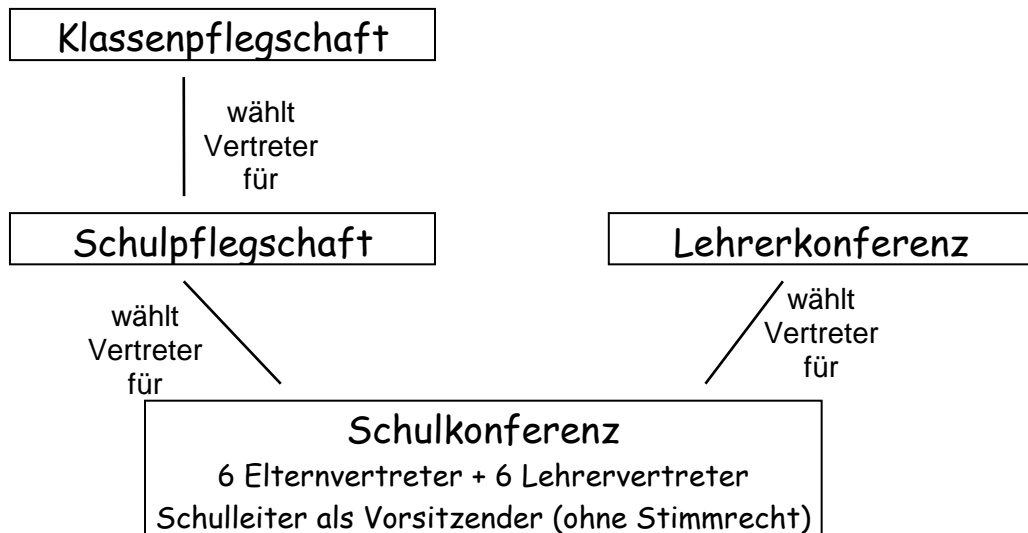 Klassenpflegschaft
wählt
Vertreter
für
Schulpflegschaft
Lehrerkonferenz
wählt
Vertreter
für
wählt
Vertreter
für
Schulkonferenz
6 Elternvertreter + 6 Lehrervertreter
Schulleiter als Vorsitzender (ohne Stimmrecht)